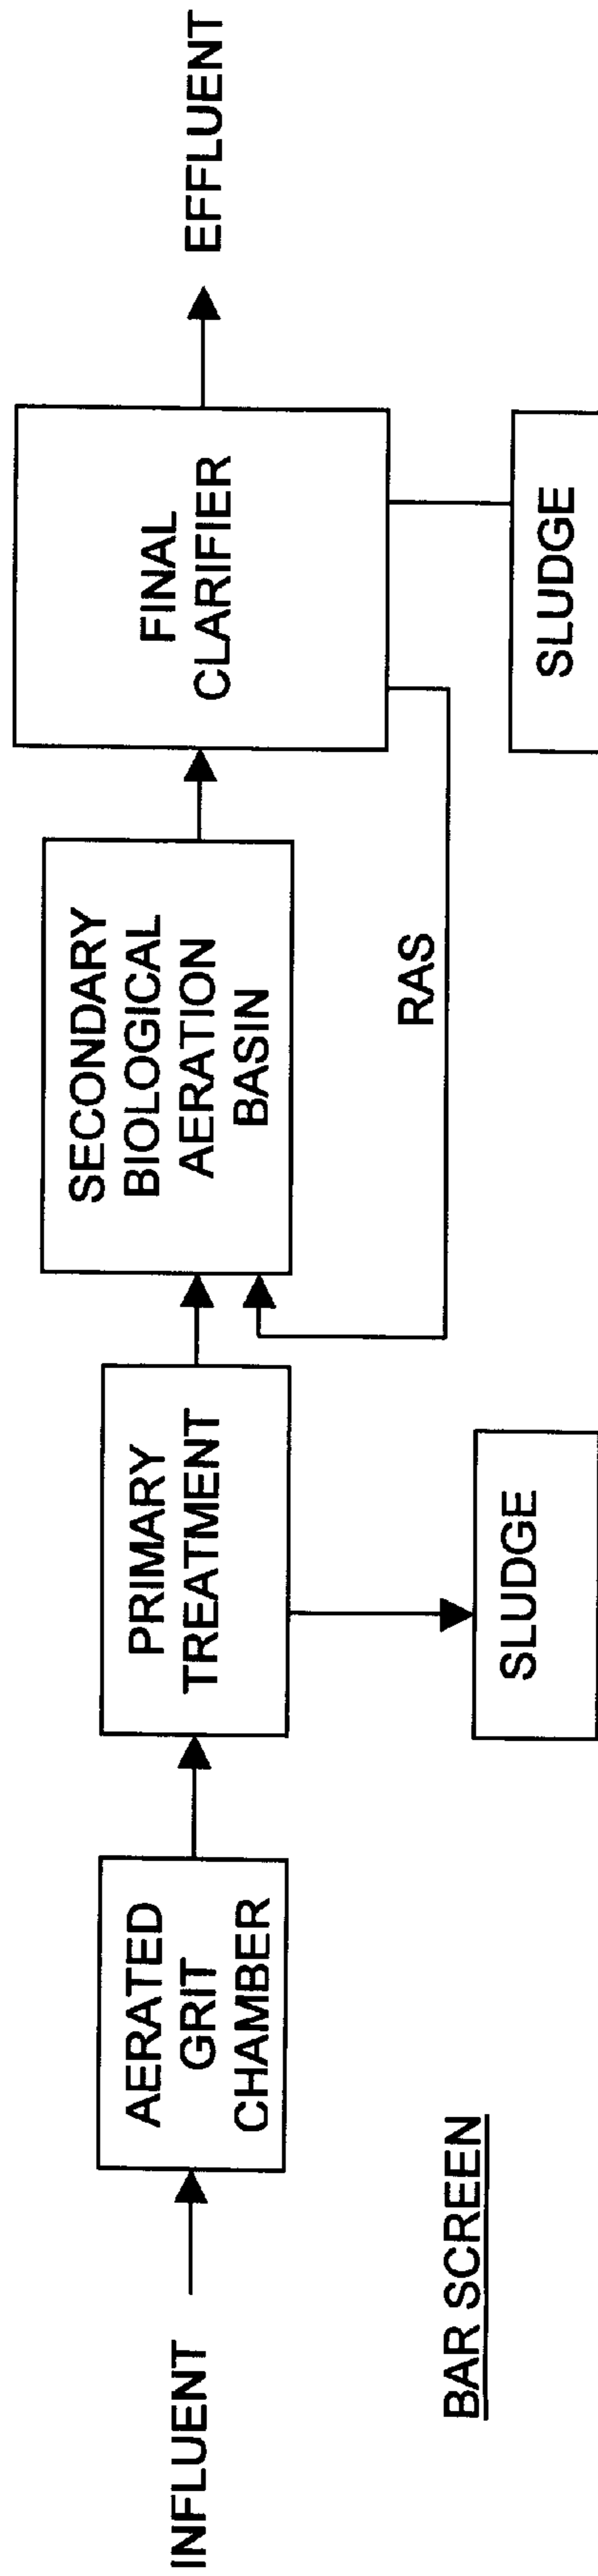 INFLUENT
AERATED
GRIT
CHAMBER
PRIMARY
TREATMENT
SECONDARY
BIOLOGICAL
AERATION
BASIN
FINAL
CLARIFIER
EFFLUENT
RAS
BAR SCREEN
SLUDGE
SLUDGE